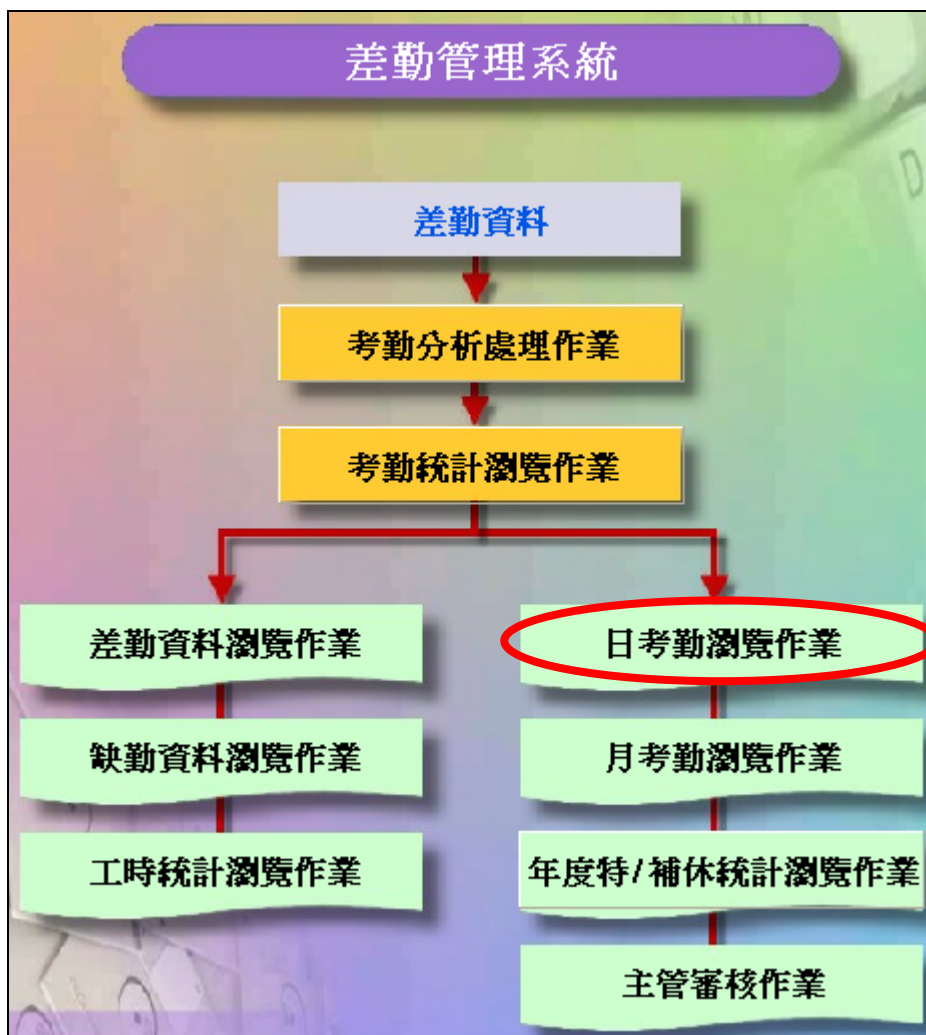 差勤管理系統
差勤資料
考勤分析處理作業
考勤統計瀏覽作業
差勤資料瀏覽作業
缺勤資料瀏覽作業
工時統計瀏覽作業
日考勤瀏覽作業
月考勤瀏覽作業
年度特/補休統計瀏覽作業
主管審核作業
D